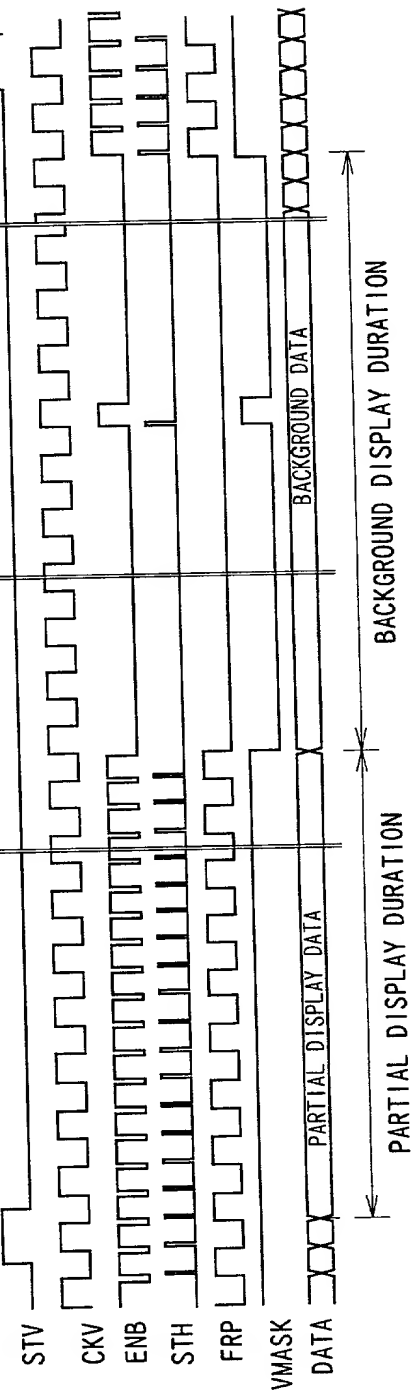 STV
CKV
ENB
STH
FRP
VMASK
DATA
PARTIAL DISPLAY DATA
BACKGROUND DATA
PARTIAL DISPLAY DURATION
BACKGROUND DISPLAY DURATION